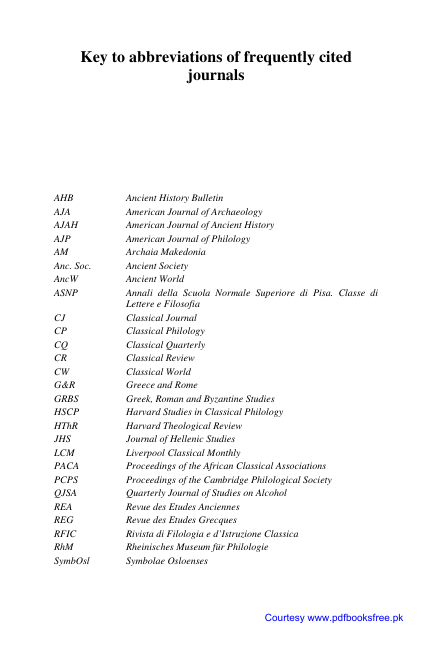 Key to abbreviations of frequently cited
journals
AHB Ancient History Bulletin
AJA American Journal of Archaeology
AJAH American Journal of Ancient History
AJP American Journal of Philology
AM Archaia Makedonia
Anc. Soc. Ancient Society
AncW Ancient World
ASNP Annali della Scuola Normale Superiore di Pisa. Classe di
Lettere e Filosofia
CJ Classical Journal
CP Classical Philology
CQ Classical Quarterly
CR Classical Review
CW Classical World
G&R Greece and Rome
GRBS Greek, Roman and Byzantine Studies
HSCP Harvard Studies in Classical Philology
HThR Harvard Theological Review
JHS Journal of Hellenic Studies
LCM Liverpool Classical Monthly
PACA Proceedings of the African Classical Associations
PCPS Proceedings of the Cambridge Philological Society
QJSA Quarterly Journal of Studies on Alcohol
REA Revue des Etudes Anciennes
REG Revue des Etudes Grecques
RFIC Rivista di Filologia e d'Istruzione Classica
RhM Rheinisches Museum für Philologie
SymbOsl Symbolae Osloenses
Courtesy www.pdfbooksfree.pk